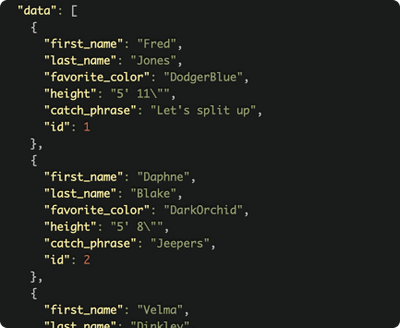 "data": [
{
"first_name": "Fred",
"last_name": "Jones",
"favorite_color": "DodgerBlue",
"height": "5' 11\"",
"catch_phrase": "Let's split up",
"id": 1
},
{
"first_name": "Daphne",
"last_name": "Blake",
"favorite_color": "DarkOrchid",
"height": "5' 8\"",
"catch_phrase": "Jeepers",
"id": 2
},
{
"first_name": "Velma",
"last_name": "Dinkley",